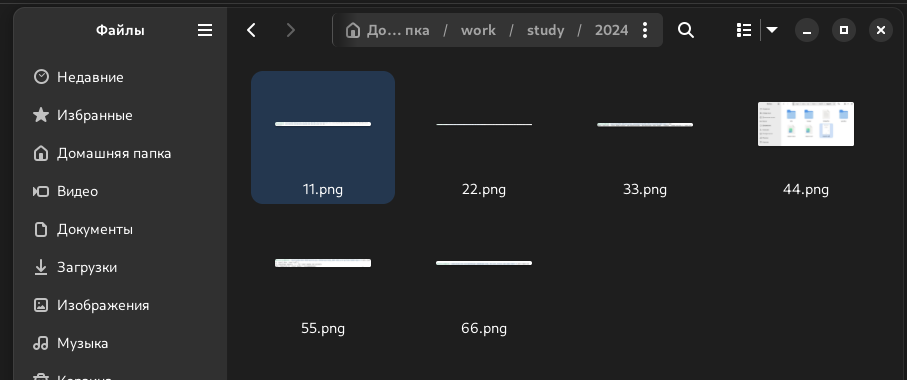 Файлы
До... пка / work / study / 2024
Недавние
Избранные
Домашняя папка
Видео
Документы
Загрузки
Изображения
Музыка
Корзина
11.png
22.png
33.png
44.png
55.png
66.png